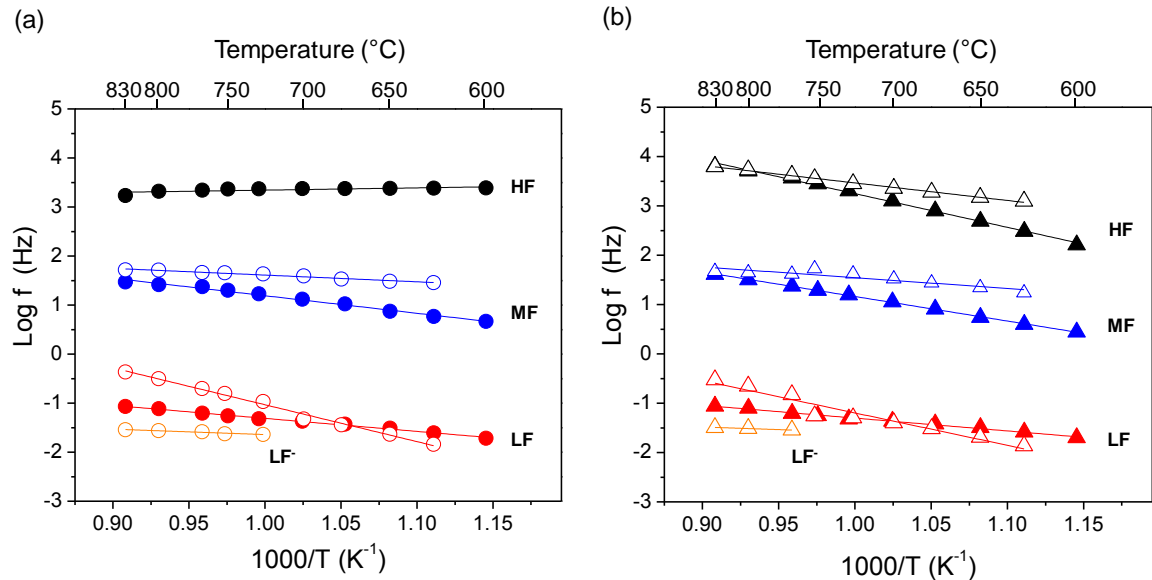 (a)
Temperature (°C)
830 800 750 700 650 600
5
4
3
2
1
0
-1
-2
-3
Log f (Hz)
HF
MF
LF
LF-
0.90 0.95 1.00 1.05 1.10 1.15
1000/T (K-1)
(b)
Temperature (°C)
830 800 750 700 650 600
5
4
3
2
1
0
-1
-2
-3
Log f (Hz)
HF
MF
LF
LF-
0.90 0.95 1.00 1.05 1.10 1.15
1000/T (K-1)